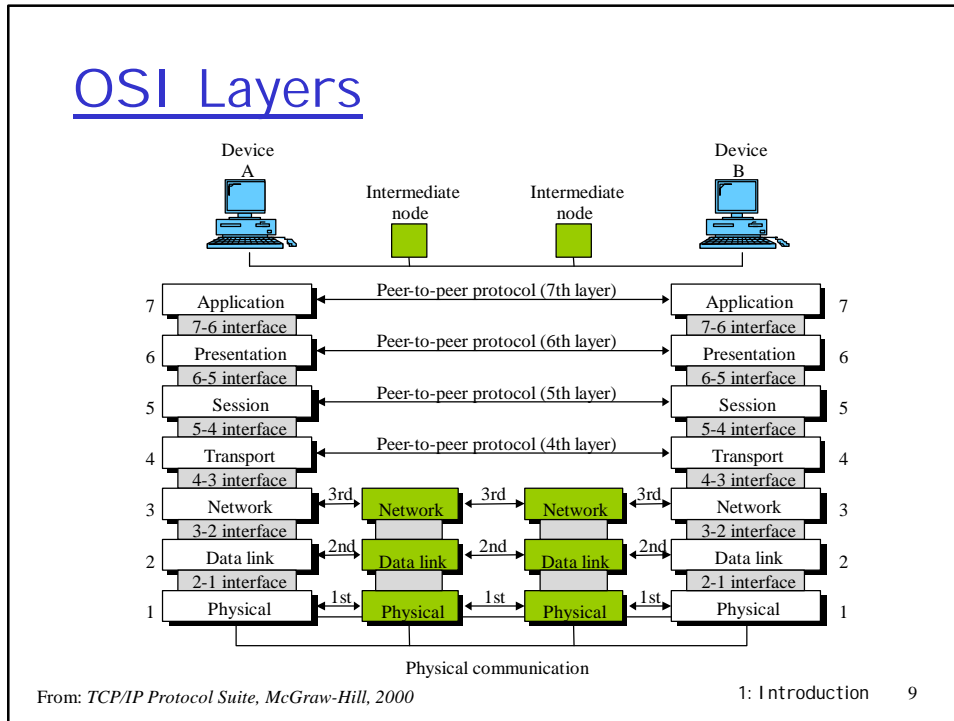 OSI Layers
Device
A
Device
B
Intermediate
node
Intermediate
node
7 Application Peer-to-peer protocol (7th layer) Application 7
7-6 interface 7-6 interface
6 Presentation Peer-to-peer protocol (6th layer) Presentation 6
6-5 interface 6-5 interface
5 Session Peer-to-peer protocol (5th layer) Session 5
5-4 interface 5-4 interface
4 Transport Peer-to-peer protocol (4th layer) Transport 4
4-3 interface 4-3 interface
3 Network 3rd Network 3rd Network 3rd Network 3
3-2 interface 3-2 interface
2 Data link 2nd Data link 2nd Data link 2nd Data link 2
2-1 interface 2-1 interface
1 Physical 1st Physical 1st Physical 1st Physical 1
Physical communication
From: TCP/IP Protocol Suite, McGraw-Hill, 2000
1: Introduction 9